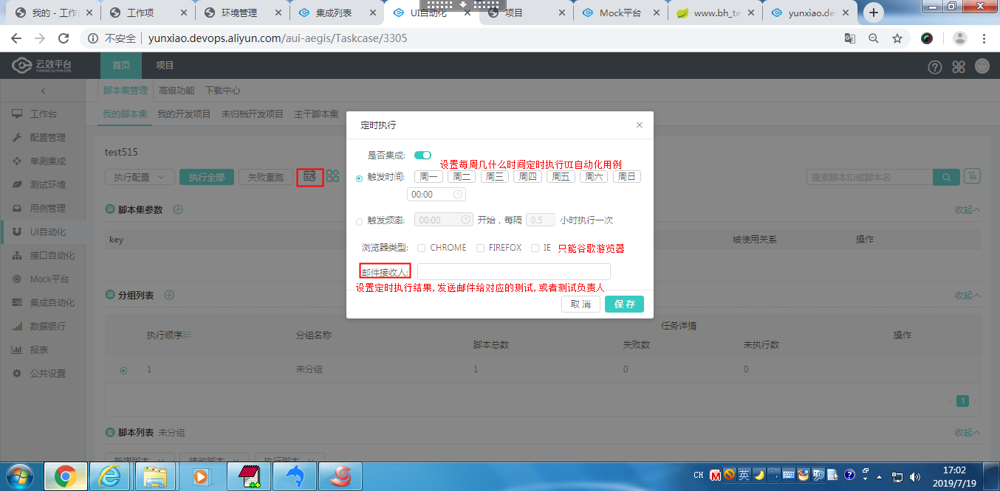 我的 - 工作
工作项
环境管理
集成列表
UI自动化
项目
Mock平台
www.bh_te
yunxiao.de
不安全
yunxiao.devops.aliyun.com/aui-aegis/Taskcase/3305
云效平台
YUNXIAO.ALIYUN.COM
首页
项目
脚本集管理 高级功能 下载中心
我的脚本集 我的开发项目 未归档开发项目 主干脚本集
工作台
配置管理
单测集成
测试环境
用例管理
UI自动化
接口自动化
Mock平台
集成自动化
数据银行
报表
公共设置
test515
执行配置 执行全部 失败重跑
搜索脚本ID或脚本名
脚本集参数
收起
key
被使用关系
操作
定时执行
是否集成:
设置每周几什么时间定时执行UI自动化用例
触发时间: 周一 周二 周三 周四 周五 周六 周日
00:00
触发频率: 00:00 开始，每隔 0.5 小时执行一次
浏览器类型: CHROME FIREFOX IE 只能谷歌游览器
邮件接收人:
设置定时执行结果, 发送邮件给对应的测试, 或者测试负责人
取 消 保 存
分组列表
收起
执行顺序
分组名称
任务详情
操作
脚本总数
失败数
未执行数
1 未分组 1 0 0
1
脚本列表 未分组
收起
新增脚本 修改脚本 执行脚本
CH
英
17:02
2019/7/19